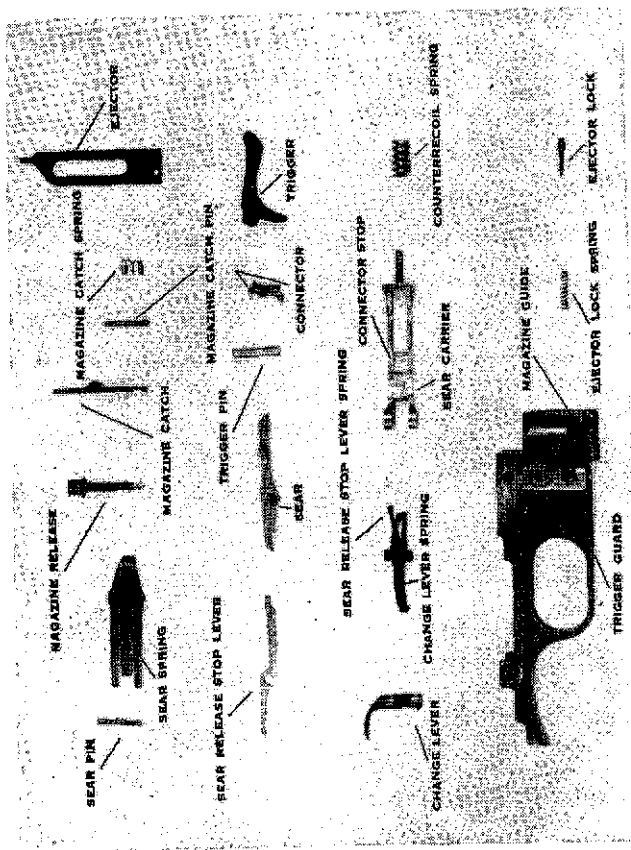 SEAR PIN
SEAR SPRING
MAGAZINE RELEASE
MAGAZINE CATCH
MAGAZINE CATCH SPRING
MAGAZINE CATCH PIN
EJECTOR
SEAR RELEASE STOP LEVER
SEAR
TRIGGER PIN
CONNECTOR
TRIGGER
CHANGE LEVER
CHANGE LEVER SPRING
SEAR RELEASE STOP LEVER SPRING
SEAR CARRIER
CONNECTOR STOP
COUNTERRECOIL SPRING
TRIGGER GUARD
MAGAZINE GUIDE
EJECTOR LOCK SPRING
EJECTOR LOCK